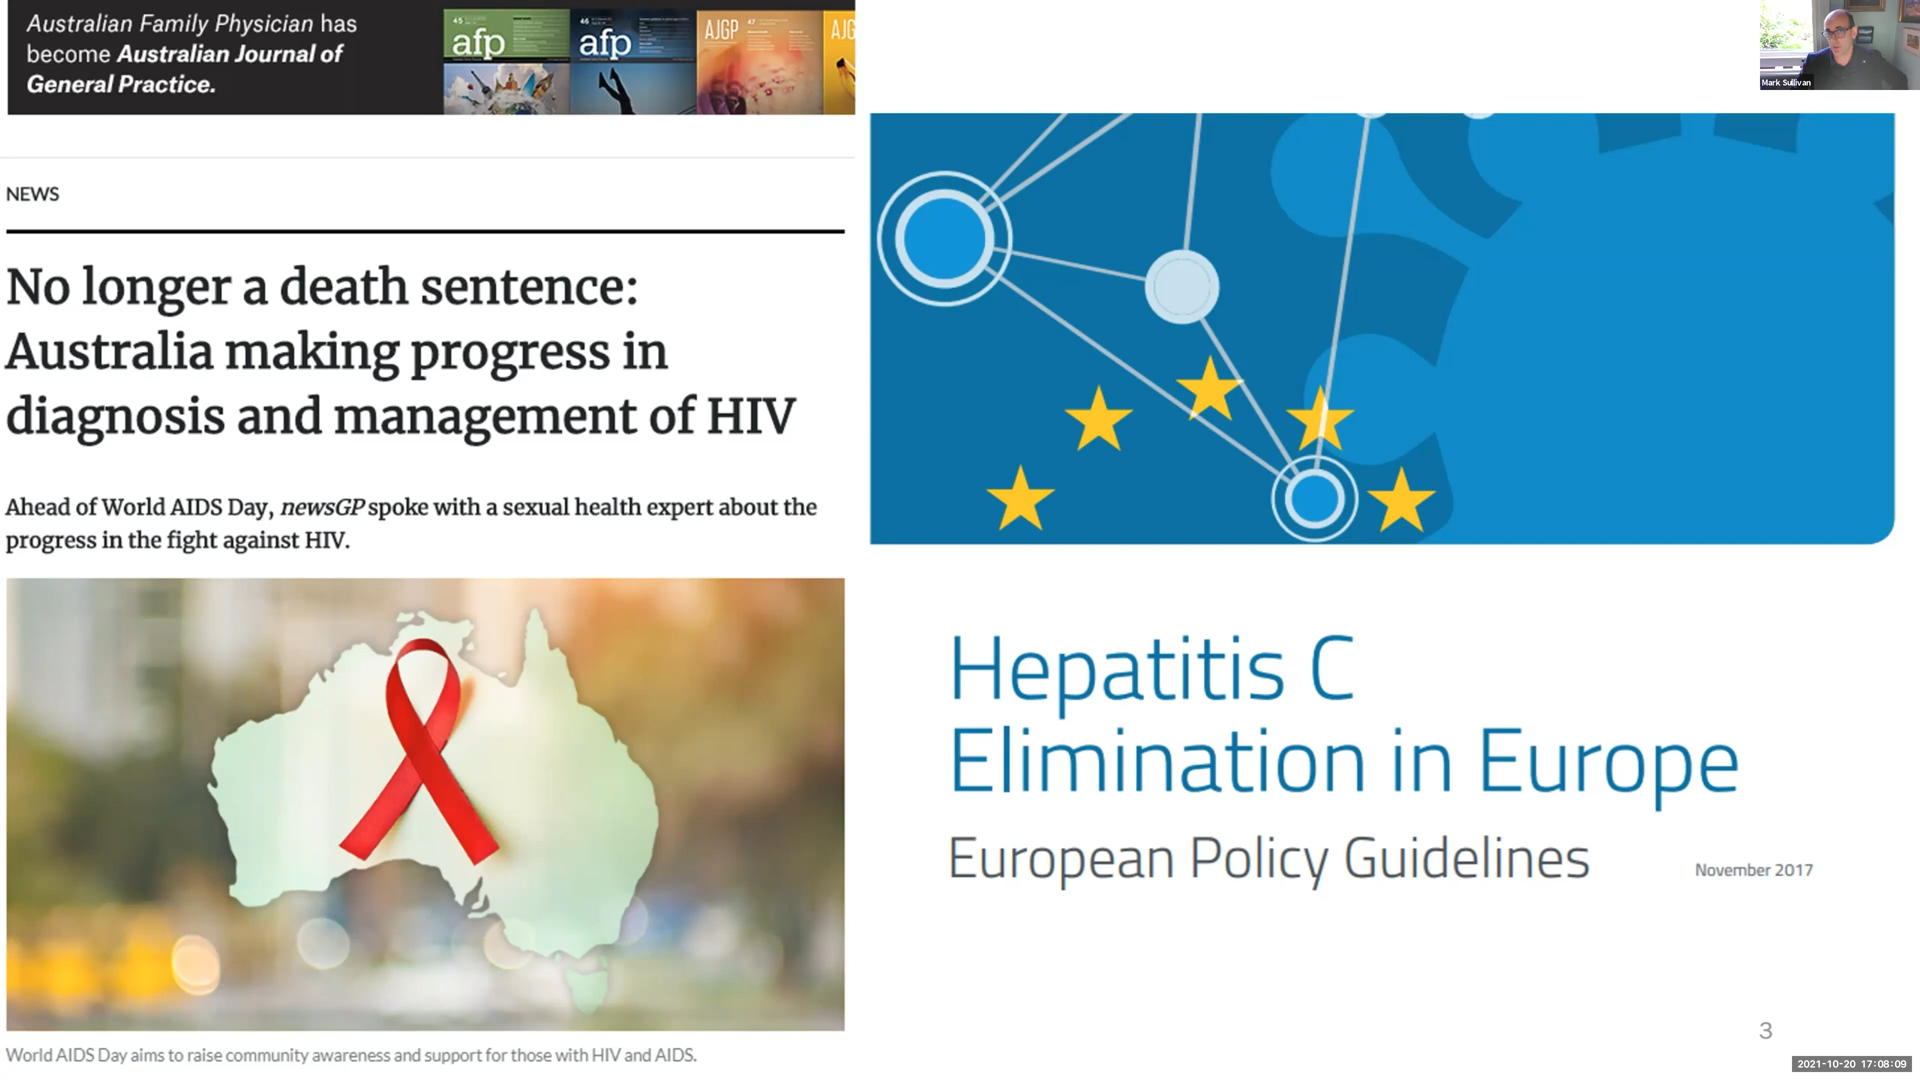 Australian Family Physician has
become Australian Journal of
General Practice.
45
afp
46
afp
AJGP
47
AJG
NEWS
No longer a death sentence:
Australia making progress in
diagnosis and management of HIV
Ahead of World AIDS Day, newsGP spoke with a sexual health expert about the
progress in the fight against HIV.
World AIDS Day aims to raise community awareness and support for those with HIV and AIDS.
Mark Sullivan
Hepatitis C
Elimination in Europe
European Policy Guidelines
November 2017
3
2021-10-20 17:08:09